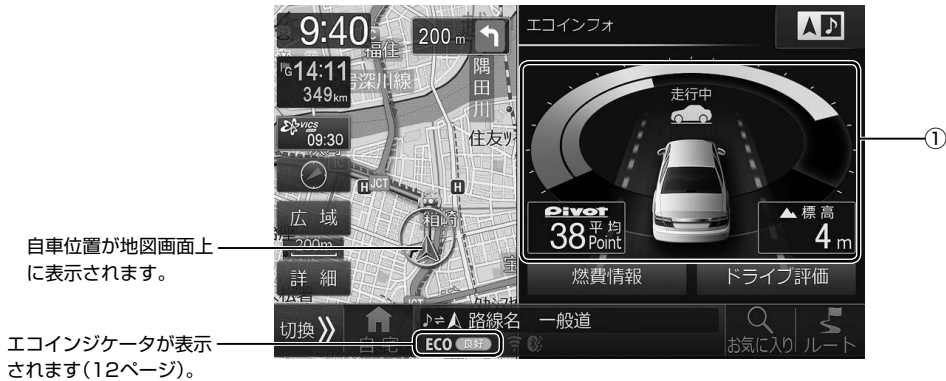 9:40
福住
200 m
エコインフォ
14:11
349km
深川線
隅田川
走行中
①
VICS
09:30
住友ツ
JCT
H
H
広域
箱崎
Pivot
38 平均 Point
標高
4 m
自車位置が地図画面上
に表示されます。
200m
詳細
燃費情報
ドライブ評価
JCT
切換
自宅
路線名 一般道
お気に入り
ルート
エコインジケータが表示
されます(12ページ)。
ECO 良好